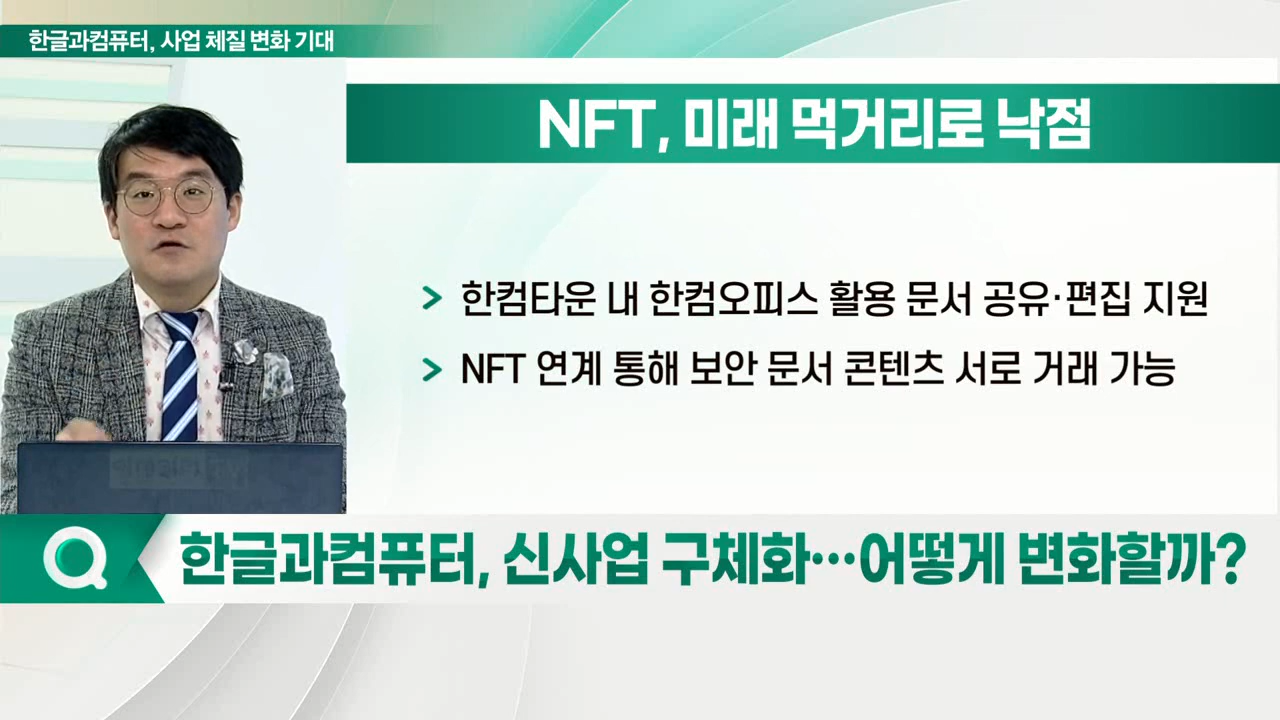 한글과컴퓨터, 사업 체질 변화 기대
NFT, 미래 먹거리로 낙점
> 한컴타운 내 한컴오피스 활용 문서 공유·편집 지원
> NFT 연계 통해 보안 문서 콘텐츠 서로 거래 가능
한글과컴퓨터, 신사업 구체화…어떻게 변화할까?